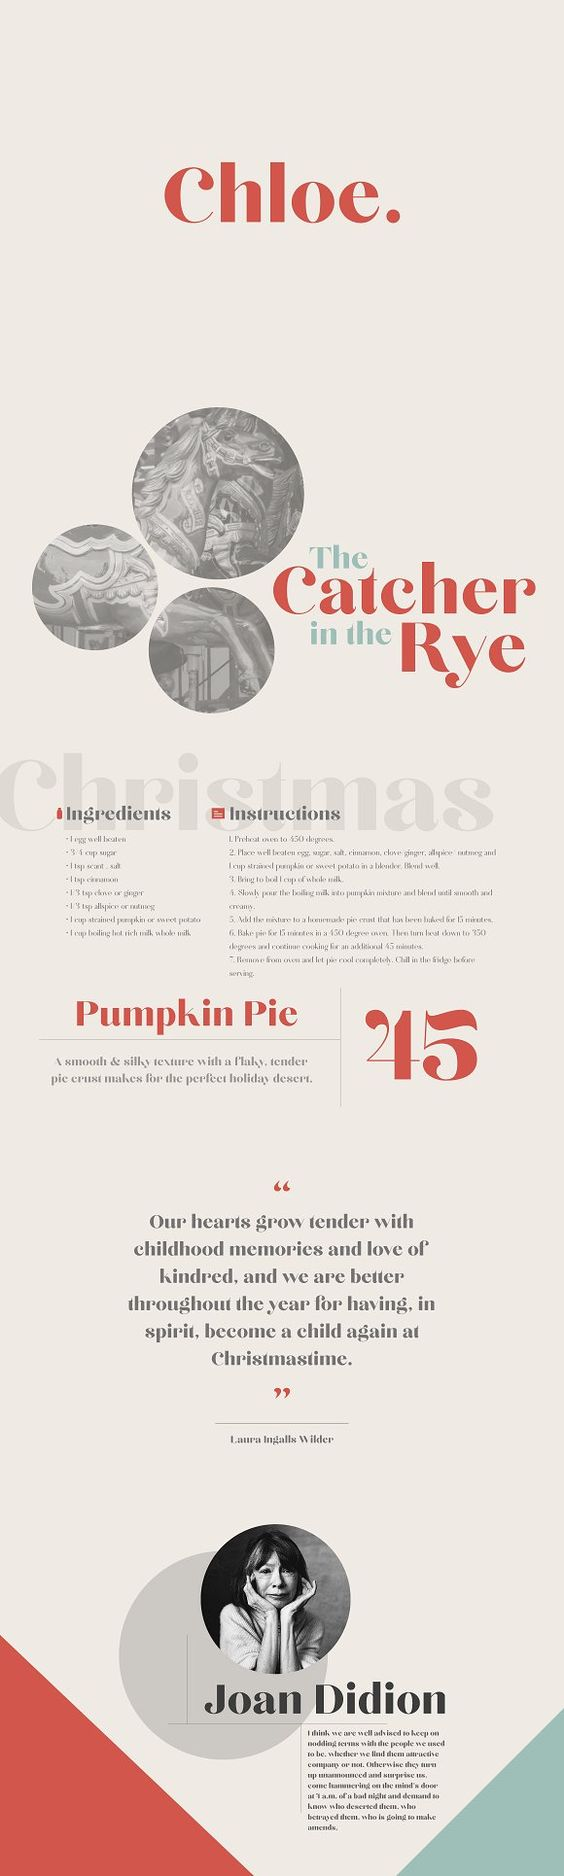 Chloe.
The
Catcher
in the
Rye
Christmas
Ingredients
• 1 egg well beaten
• 3/4 cup sugar
• 1 tsp scant . salt
• 1 tsp cinnamon
• 1/3 tsp clove or ginger
• 1/3 tsp allspice or nutmeg
• 1 cup strained pumpkin or sweet potato
• 1 cup boiling hot rich milk whole milk
Instructions
1. Preheat oven to 450 degrees.
2. Place well beaten egg, sugar, salt, cinnamon, clove/ginger, allspice/ nutmeg and
1 cup strained pumpkin or sweet potato in a blender. Blend well.
3. Bring to boil 1 cup of whole milk.
4. Slowly pour the boiling milk into pumpkin mixture and blend until smooth and
creamy.
5. Add the mixture to a homemade pie crust that has been baked for 15 minutes.
6. Bake pie for 15 minutes in a 450 degree oven. Then turn heat down to 350
degrees and continue cooking for an additional 45 minutes.
7. Remove from oven and let pie cool completely. Chill in the fridge before
serving.
Pumpkin Pie
A smooth & silky texture with a flaky, tender
pie crust makes for the perfect holiday desert.
45
“
Our hearts grow tender with
childhood memories and love of
kindred, and we are better
throughout the year for having, in
spirit, become a child again at
Christmastime.
”
Laura Ingalls Wilder
Joan Didion
I think we are well advised to keep on
nodding terms with the people we used
to be, whether we find them attractive
company or not. Otherwise they turn
up unannounced and surprise us,
come hammering on the mind's door
at 4 a.m. of a bad night and demand to
know who deserted them, who
betrayed them, who is going to make
amends.